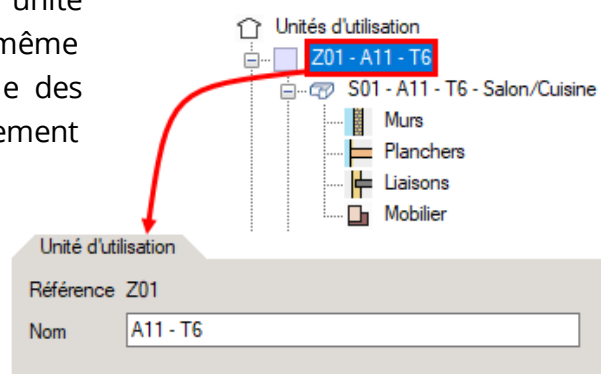 unité
même
e des
ement
Unités d'utilisation
Z01 - A11 - T6
S01 - A11 - T6 - Salon/Cuisine
Murs
Planchers
Liaisons
Mobilier
Unité d'utilisation
Référence Z01
Nom A11 - T6